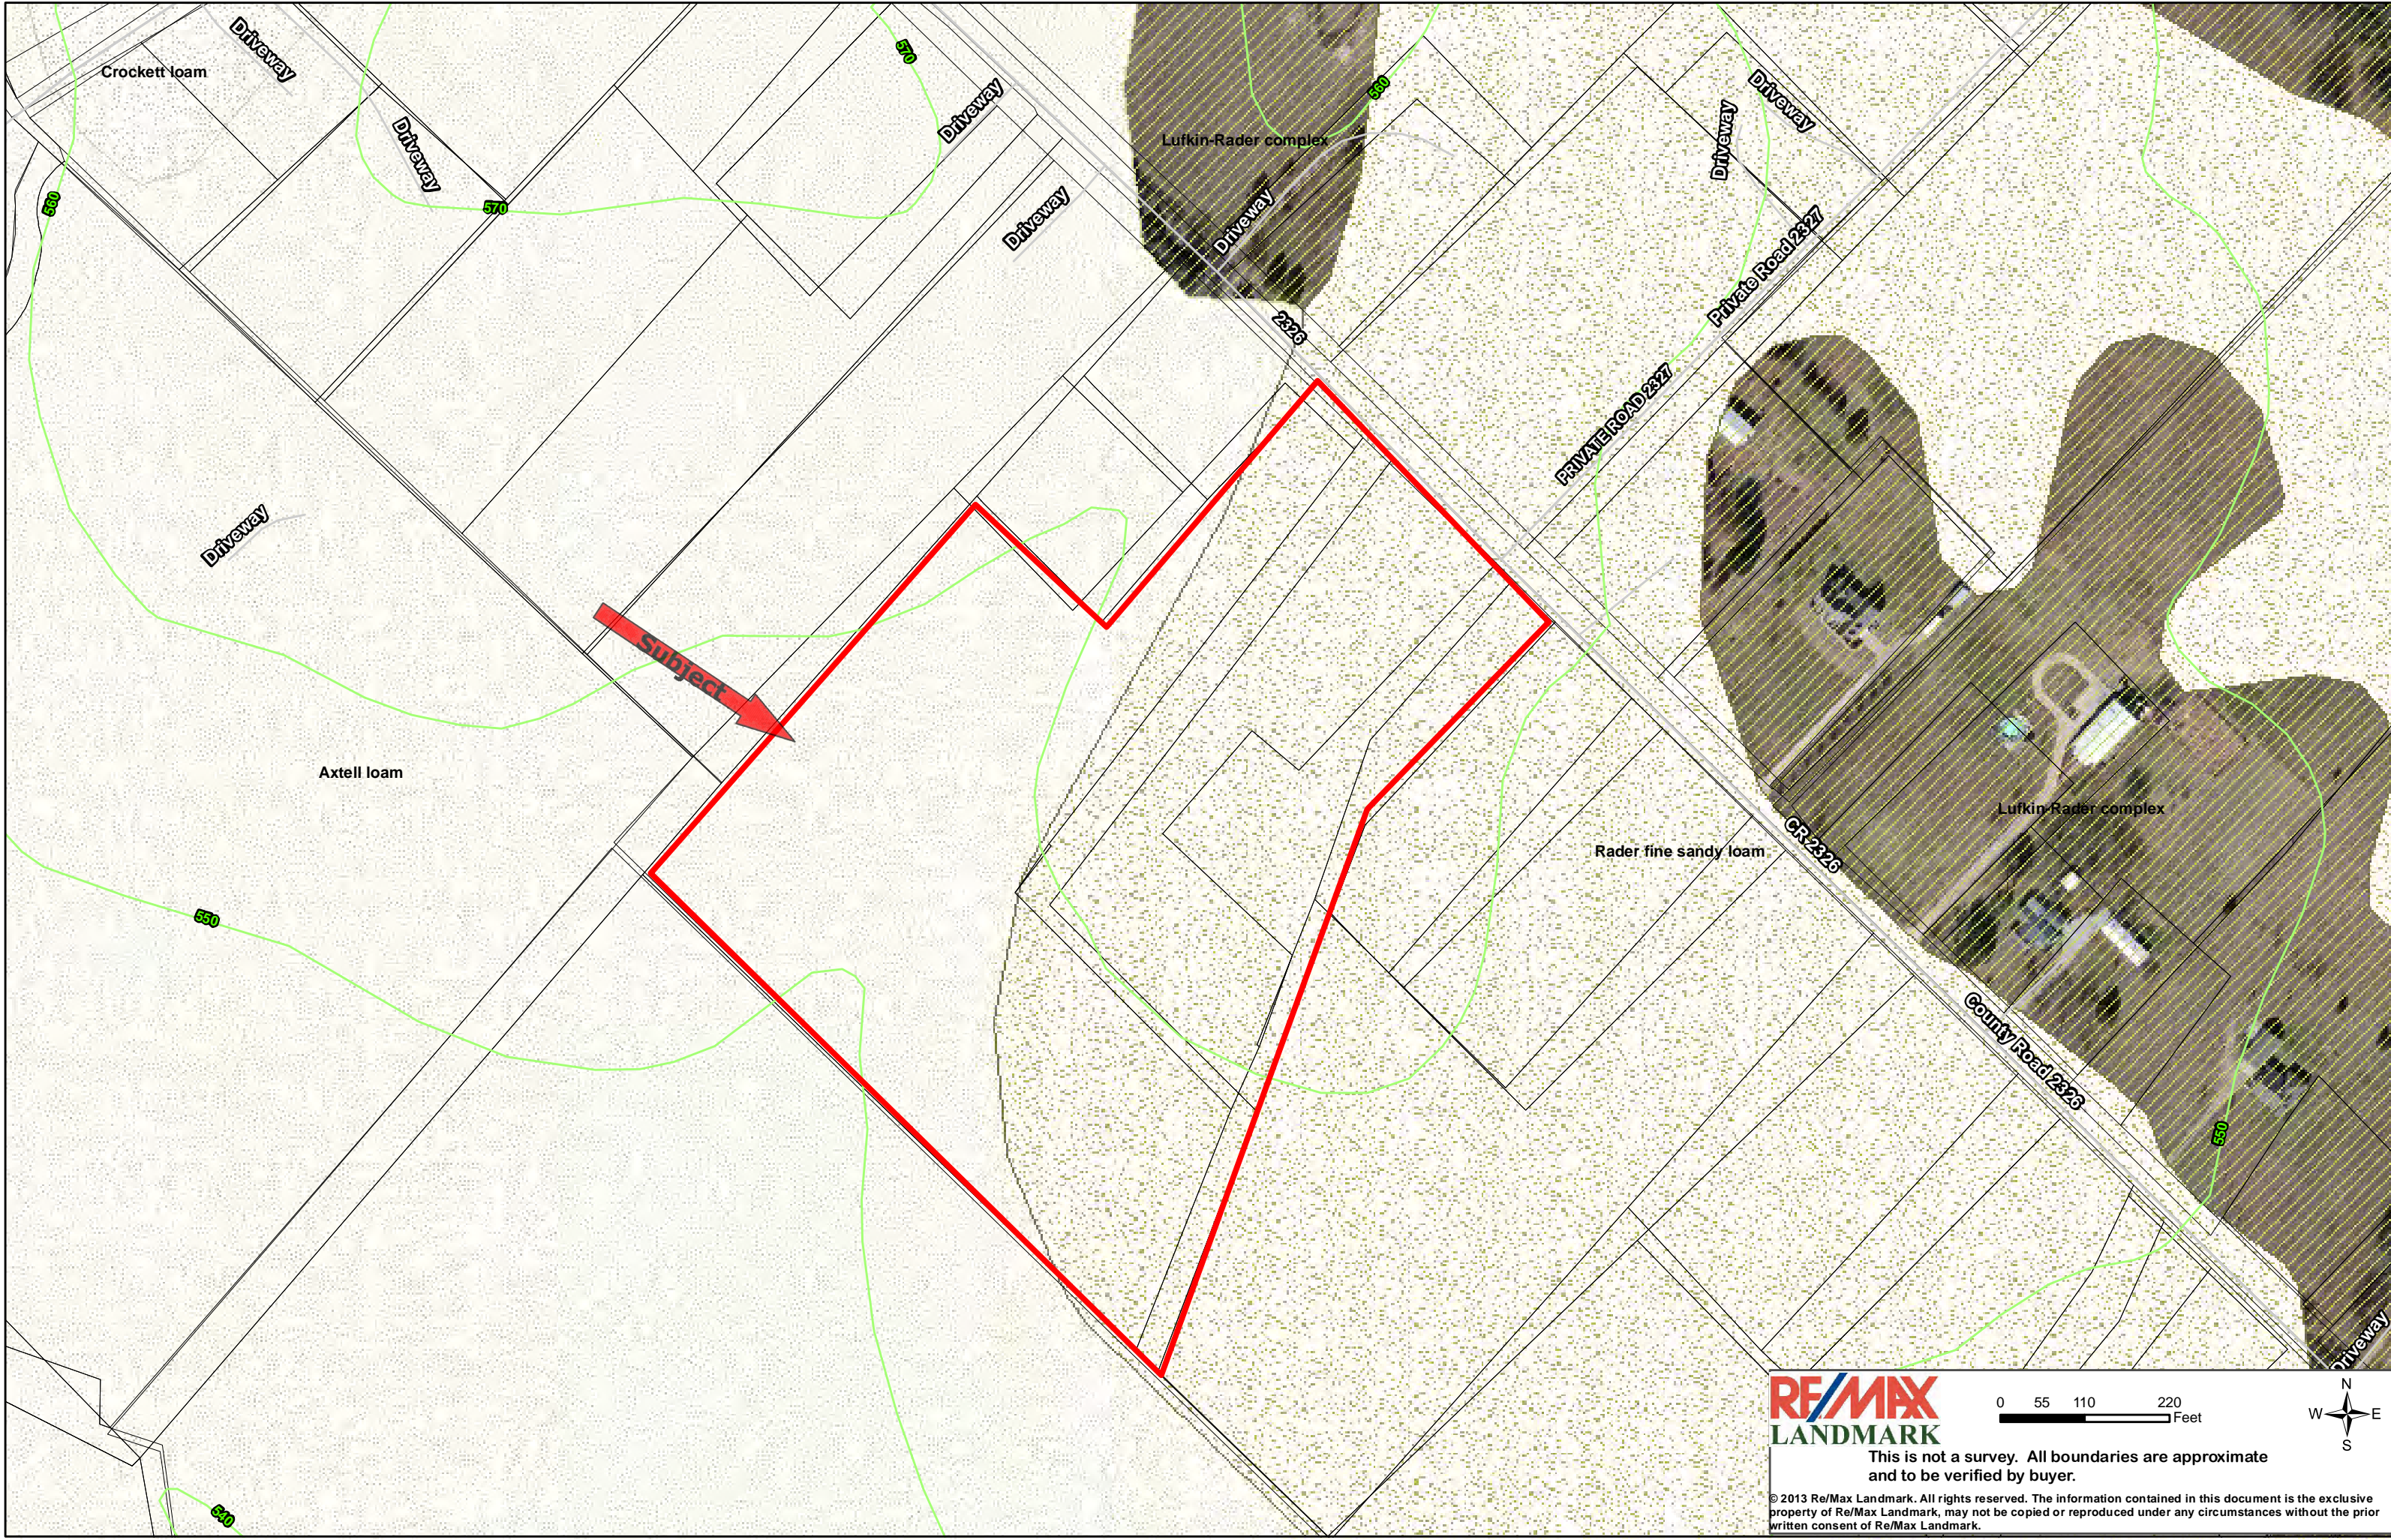 Driveway
Crockett loam
570
Driveway
560
Driveway
Driveway
Driveway
Lufkin-Rader complex
Driveway
560
570
Driveway
Driveway
2326
Private Road 2327
PRIVATE ROAD 2327
Driveway
Subject
Axtell loam
Lufkin-Rader complex
CR 2326
Rader fine sandy loam
550
County Road 2326
550
Driveway
540
RE/MAX
LANDMARK
0 55 110 220
Feet
N
W E
S
This is not a survey. All boundaries are approximate
and to be verified by buyer.
© 2013 Re/Max Landmark. All rights reserved. The information contained in this document is the exclusive
property of Re/Max Landmark, may not be copied or reproduced under any circumstances without the prior
written consent of Re/Max Landmark.